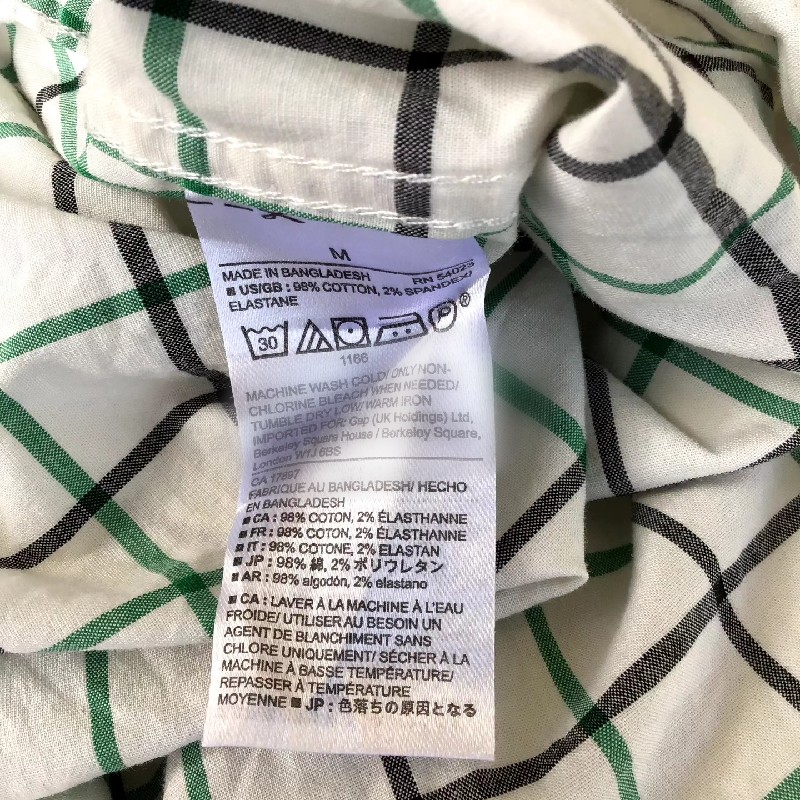 M
MADE IN BANGLADESH RN 54023
■ US/GB : 98% COTTON, 2% SPANDEX/
ELASTANE
30
®
1166
MACHINE WASH COLD/ ONLY NON-
CHLORINE BLEACH WHEN NEEDED/
TUMBLE DRY LOW/ WARM IRON
IMPORTED FOR: Gap (UK Holdings) Ltd,
Berkeley Square House / Berkeley Square,
London W1J 6BS
CA 17897
FABRIQUE AU BANGLADESH/ HECHO
EN BANGLADESH
■ CA : 98% COTON, 2% ÉLASTHANNE
■ FR : 98% COTON, 2% ÉLASTHANNE
■ IT : 98% COTONE, 2% ELASTAN
■ JP : 98% 綿, 2% ポリウレタン
■ AR : 98% algodón, 2% elastano
■ CA : LAVER À LA MACHINE À L'EAU
FROIDE/ UTILISER AU BESOIN UN
AGENT DE BLANCHIMENT SANS
CHLORE UNIQUEMENT/ SÉCHER À LA
MACHINE À BASSE TEMPÉRATURE/
REPASSER À TEMPÉRATURE
MOYENNE ■ JP : 色落ちの原因となる